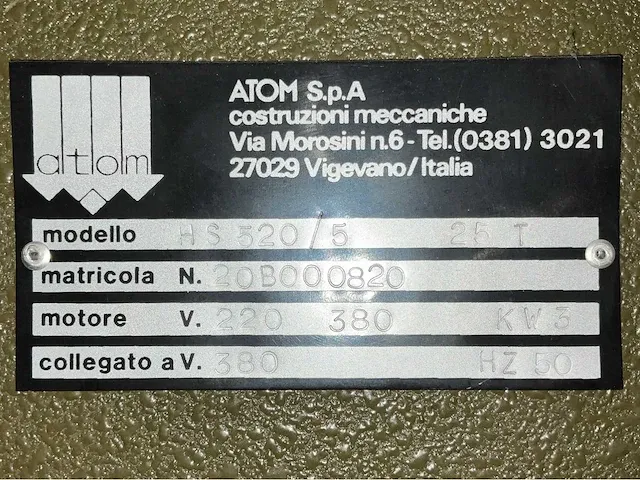 atom
ATOM S.p.A
costruzioni meccaniche
Via Morosini n.6 - Tel.(0381) 3021
27029 Vigevano/Italia
modello HS 520/5 25 T
matricola N. 20B000820
motore V. 220 380 KW 3
collegato a V. 380 HZ 50